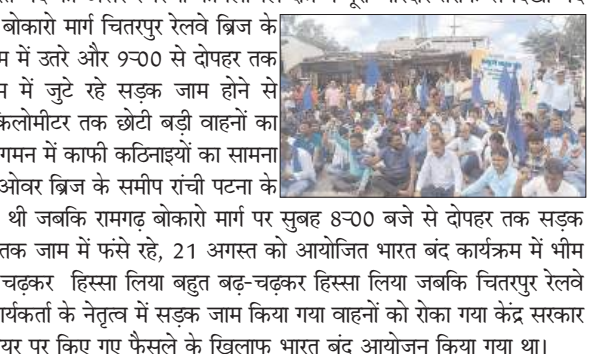 बोकारो मार्ग चितरपुर रेलवे ब्रिज के
में उतरे और 9-00 से दोपहर तक
में जुटे रहे सड़क जाम होने से
किलोमीटर तक छोटी बड़ी वाहनों का
गमन में काफी कठिनाइयों का सामना
ओवर ब्रिज के समीप रांची पटना के
थी जबकि रामगढ़ बोकारो मार्ग पर सुबह 8-00 बजे से दोपहर तक सड़क
तक जाम में फंसे रहे, 21 अगस्त को आयोजित भारत बंद कार्यक्रम में भीम
चढ़कर हिस्सा लिया बहुत बढ़-चढ़कर हिस्सा लिया जबकि चितरपुर रेलवे
र्यकर्ता के नेतृत्व में सड़क जाम किया गया वाहनों को रोका गया केंद्र सरकार
यर पर किए गए फैसले के खिलाफ भारत बंद आयोजन किया गया था।